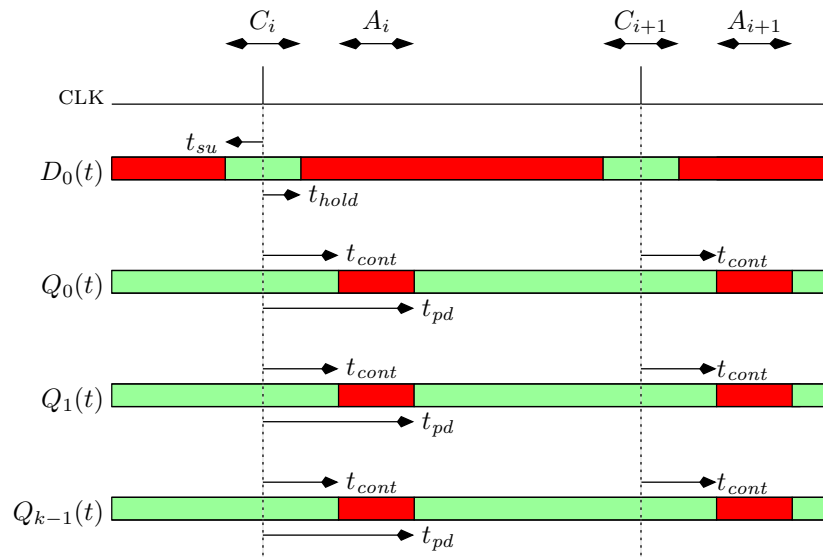 C_i A_i C_{i+1} A_{i+1}
CLK
t_{su}
D_0(t)
t_{hold}
t_{cont} t_{cont}
Q_0(t)
t_{pd}
t_{cont} t_{cont}
Q_1(t)
t_{pd}
t_{cont} t_{cont}
Q_{k−1}(t)
t_{pd}